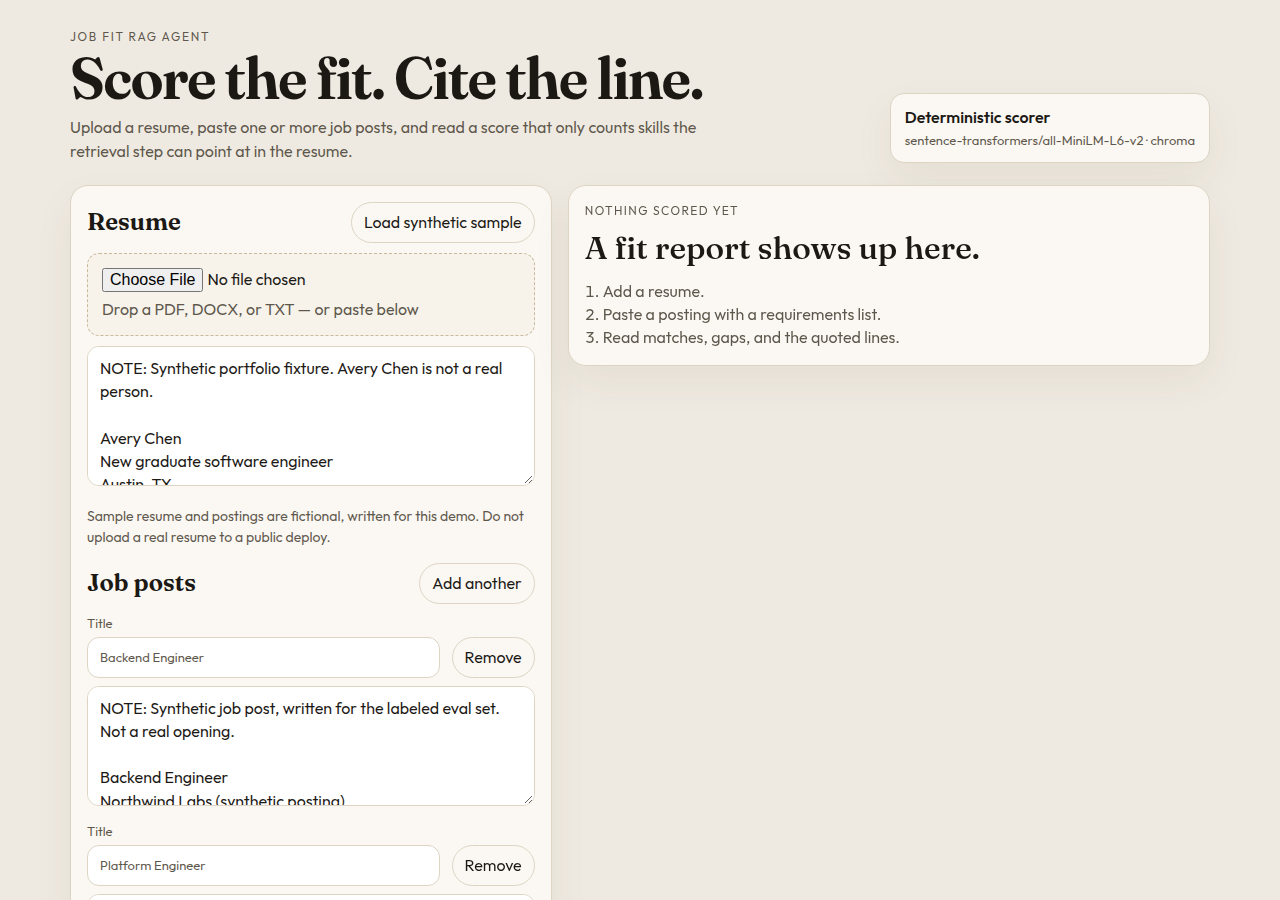 JOB FIT RAG AGENT
Score the fit. Cite the line.
Upload a resume, paste one or more job posts, and read a score that only counts skills the
retrieval step can point at in the resume.
Deterministic scorer
sentence-transformers/all-MiniLM-L6-v2 · chroma
Resume
Load synthetic sample
Choose File No file chosen
Drop a PDF, DOCX, or TXT — or paste below
NOTE: Synthetic portfolio fixture. Avery Chen is not a real
person.
Avery Chen
New graduate software engineer
Austin, TX
Sample resume and postings are fictional, written for this demo. Do not
upload a real resume to a public deploy.
Job posts
Add another
Title
Backend Engineer
Remove
NOTE: Synthetic job post, written for the labeled eval set.
Not a real opening.
Backend Engineer
Northwind Labs (synthetic posting)
Title
Platform Engineer
Remove
NOTHING SCORED YET
A fit report shows up here.
1. Add a resume.
2. Paste a posting with a requirements list.
3. Read matches, gaps, and the quoted lines.